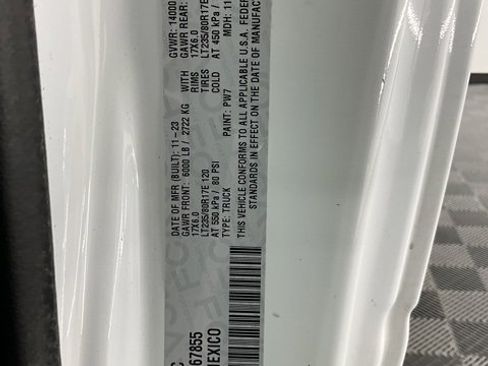 DATE OF MFR (BUILT): 11-23 GVWR: 14000
GAWR FRONT: 6000 LB / 2722 KG WITH GAWR REAR:
17X6.0 RIMS 17X6.0
LT235/80R17E 120 TIRES LT235/80R17E
AT 550 kPa / 80 PSI COLD AT 450 kPa /
TYPE: TRUCK PAINT: PW7 MDH: 11
THIS VEHICLE CONFORMS TO ALL APPLICABLE U.S.A. FEDER
STANDARDS IN EFFECT ON THE DATE OF MANUFAC
67855
MEXICO